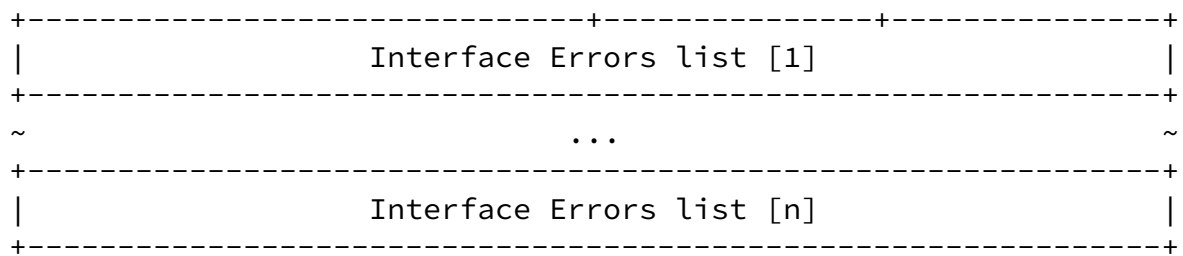 +-------------------------------+---------------+---------------+
|                   Interface Errors list [1]                   |
+---------------------------------------------------------------+
~                              ...                              ~
+---------------------------------------------------------------+
|                   Interface Errors list [n]                   |
+---------------------------------------------------------------+